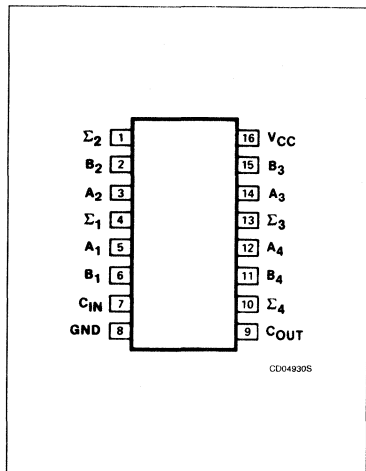 Σ2 1 16 VCC
B2 2 15 B3
A2 3 14 A3
Σ1 4 13 Σ3
A1 5 12 A4
B1 6 11 B4
CIN 7 10 Σ4
GND 8 9 COUT
CD04930S